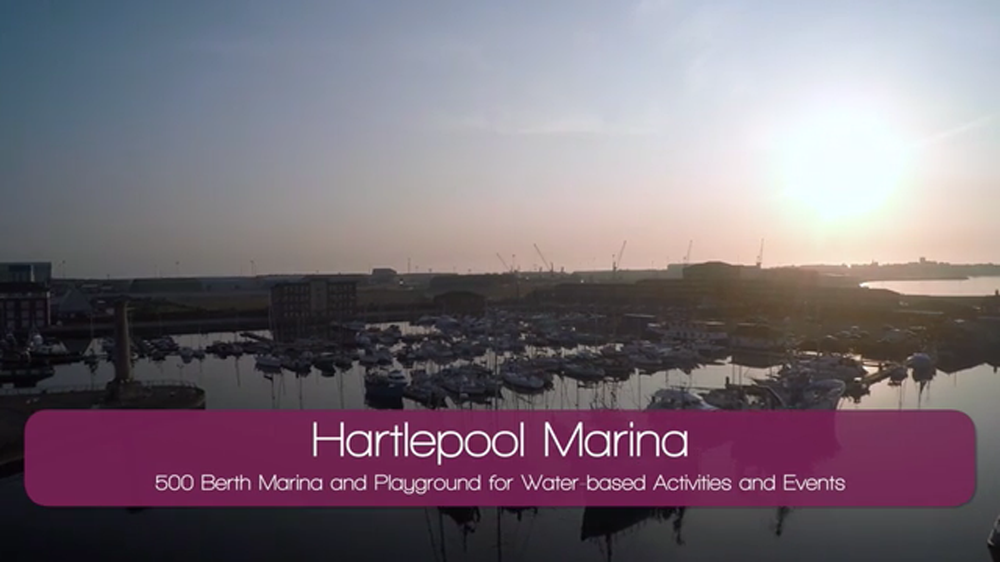 Hartlepool Marina
500 Berth Marina and Playground for Water-based Activities and Events